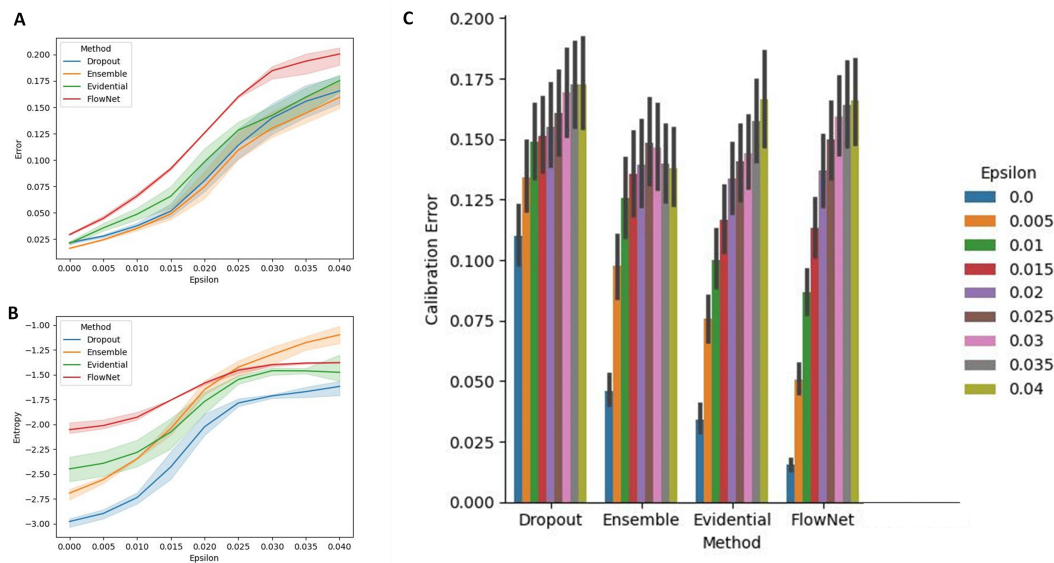 A
Method
Dropout
Ensemble
Evidential
FlowNet
0.200
0.175
0.150
0.125
0.100
0.075
0.050
0.025
Error
0.000 0.005 0.010 0.015 0.020 0.025 0.030 0.035 0.040
Epsilon
B
Method
Dropout
Ensemble
Evidential
FlowNet
−1.00
−1.25
−1.50
−1.75
−2.00
−2.25
−2.50
−2.75
−3.00
Entropy
0.000 0.005 0.010 0.015 0.020 0.025 0.030 0.035 0.040
Epsilon
C
0.200
0.175
0.150
0.125
0.100
0.075
0.050
0.025
0.000
Calibration Error
Dropout Ensemble Evidential FlowNet
Method
Epsilon
0.0
0.005
0.01
0.015
0.02
0.025
0.03
0.035
0.04